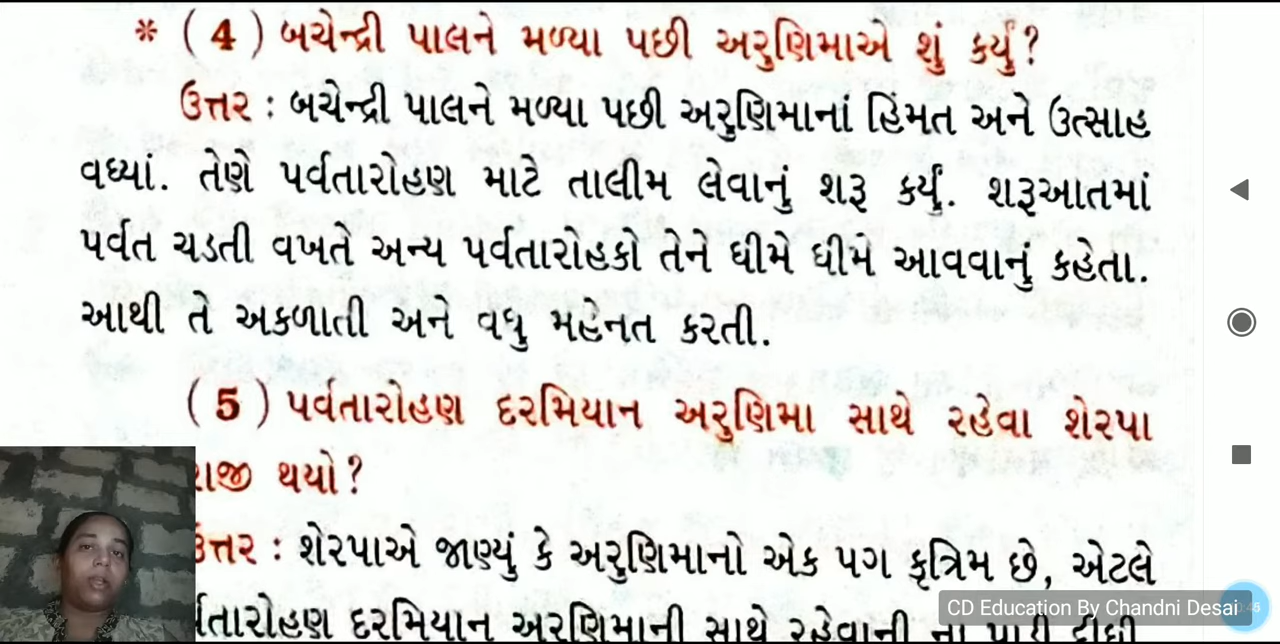 * ( 4 ) બચેન્દ્રી પાલને મળ્યા પછી અરુણિમાએ શું કર્યું ?
ઉત્તર : બચેન્દ્રી પાલને મળ્યા પછી અરુણિમાનાં હિંમત અને ઉત્સાહ
વધ્યાં. તેણે પર્વતારોહણ માટે તાલીમ લેવાનું શરૂ કર્યું. શરૂઆતમાં
પર્વત ચડતી વખતે અન્ય પર્વતારોહકો તેને ધીમે ધીમે આવવાનું કહેતા.
આથી તે અકળાતી અને વધુ મહેનત કરતી.
( 5 ) પર્વતારોહણ દરમિયાન અરુણિમા સાથે રહેવા શેરપા
રાજી થયો ?
ઉત્તર : શેરપાએ જાણ્યું કે અરુણિમાનો એક પગ કૃત્રિમ છે, એટલે
દરમિયાન અરુણિમાની સાથે રહેવાની ના પાડી દીધી
CD Education By Chandni Desai